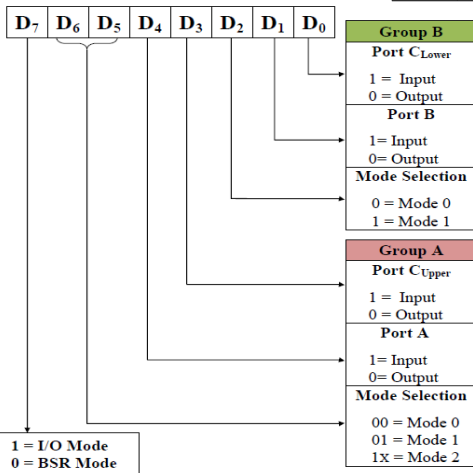 D7 D6 D5 D4 D3 D2 D1 D0
Group B
Port CLower
1 = Input
0 = Output
Port B
1= Input
0= Output
Mode Selection
0 = Mode 0
1 = Mode 1
Group A
Port CUpper
1 = Input
0 = Output
Port A
1= Input
0= Output
Mode Selection
00 = Mode 0
01 = Mode 1
1x = Mode 2
1 = I/O Mode
0 = BSR Mode